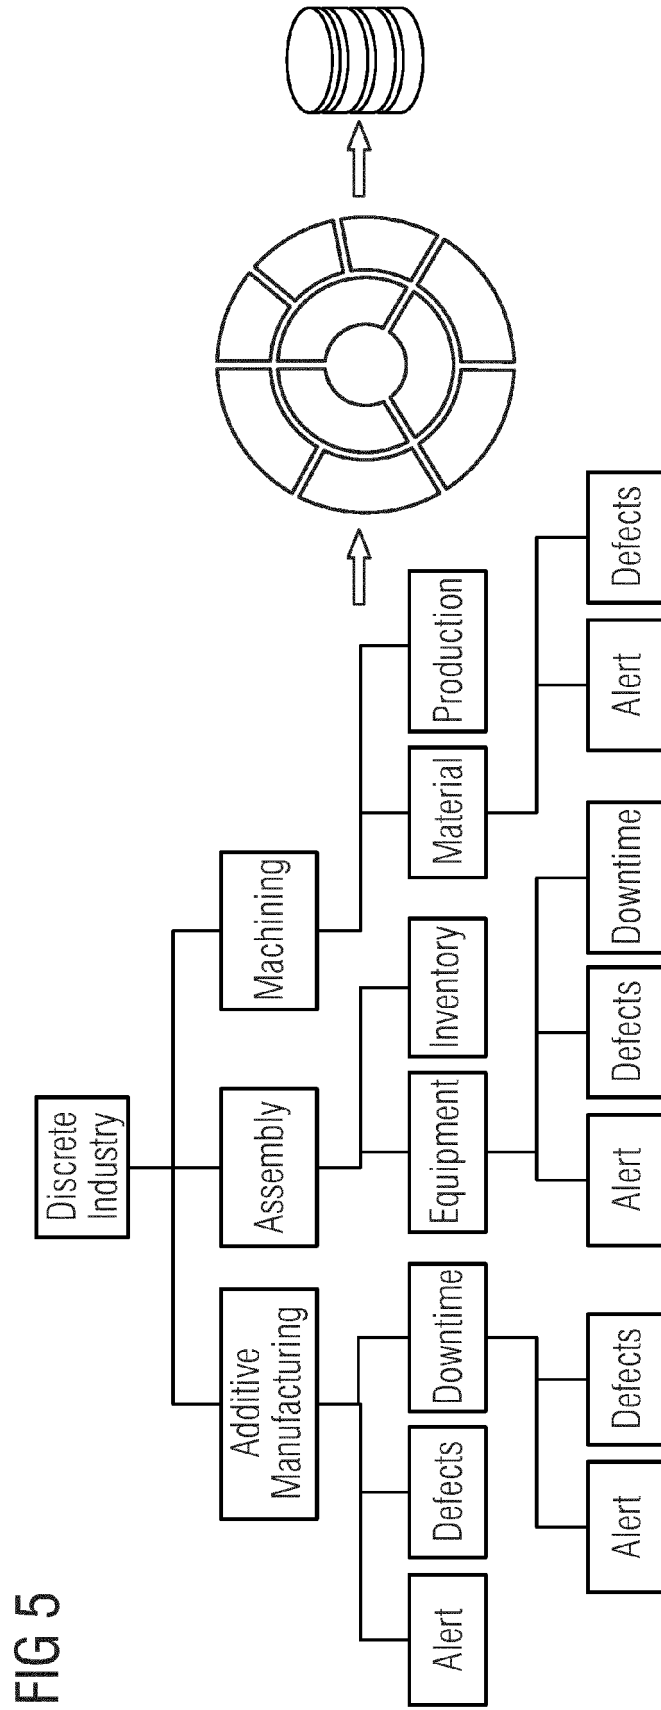 FIG 5
Discrete
Industry
Additive
Manufacturing
Assembly
Machining
Alert
Defects
Downtime
Equipment
Inventory
Material
Production
Alert
Defects
Alert
Defects
Downtime
Alert
Defects